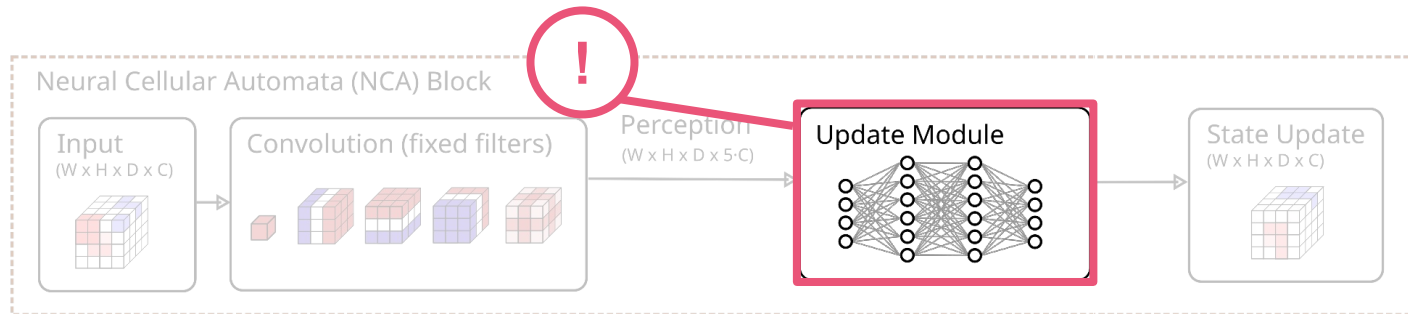 !
Neural Cellular Automata (NCA) Block
Input
(W x H x D x C)
Convolution (fixed filters)
Perception
(W x H x D x 5·C)
Update Module
State Update
(W x H x D x C)